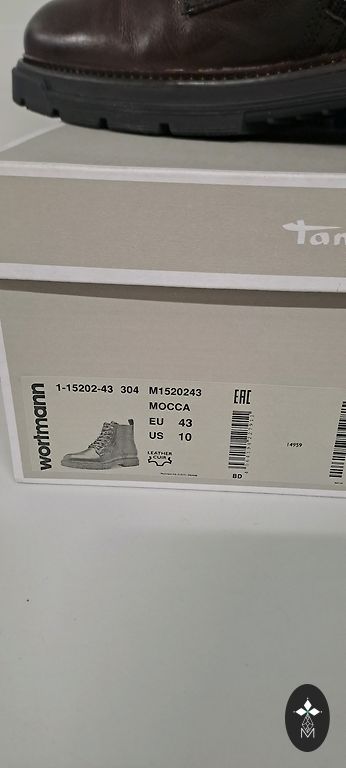 Tam
wortmann
1-15202-43 304 M1520243
MOCCA
EU 43
US 10
LEATHER
CUIR
EAC
BD
14959